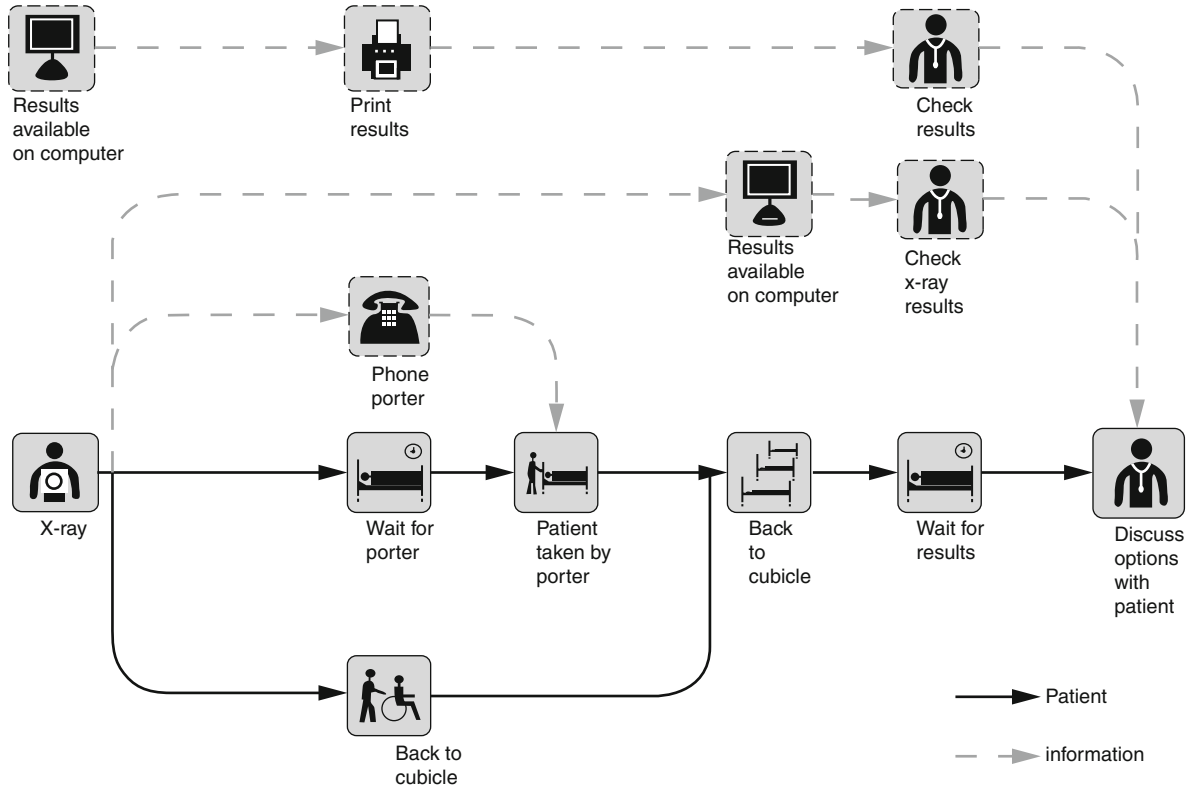 Results
available
on computer
Print
results
Check
results
Results
available
on computer
Check
x-ray
results
Phone
porter
X-ray
Wait for
porter
Patient
taken by
porter
Back
to
cubicle
Wait for
results
Discuss
options
with
patient
Back to
cubicle
Patient
information